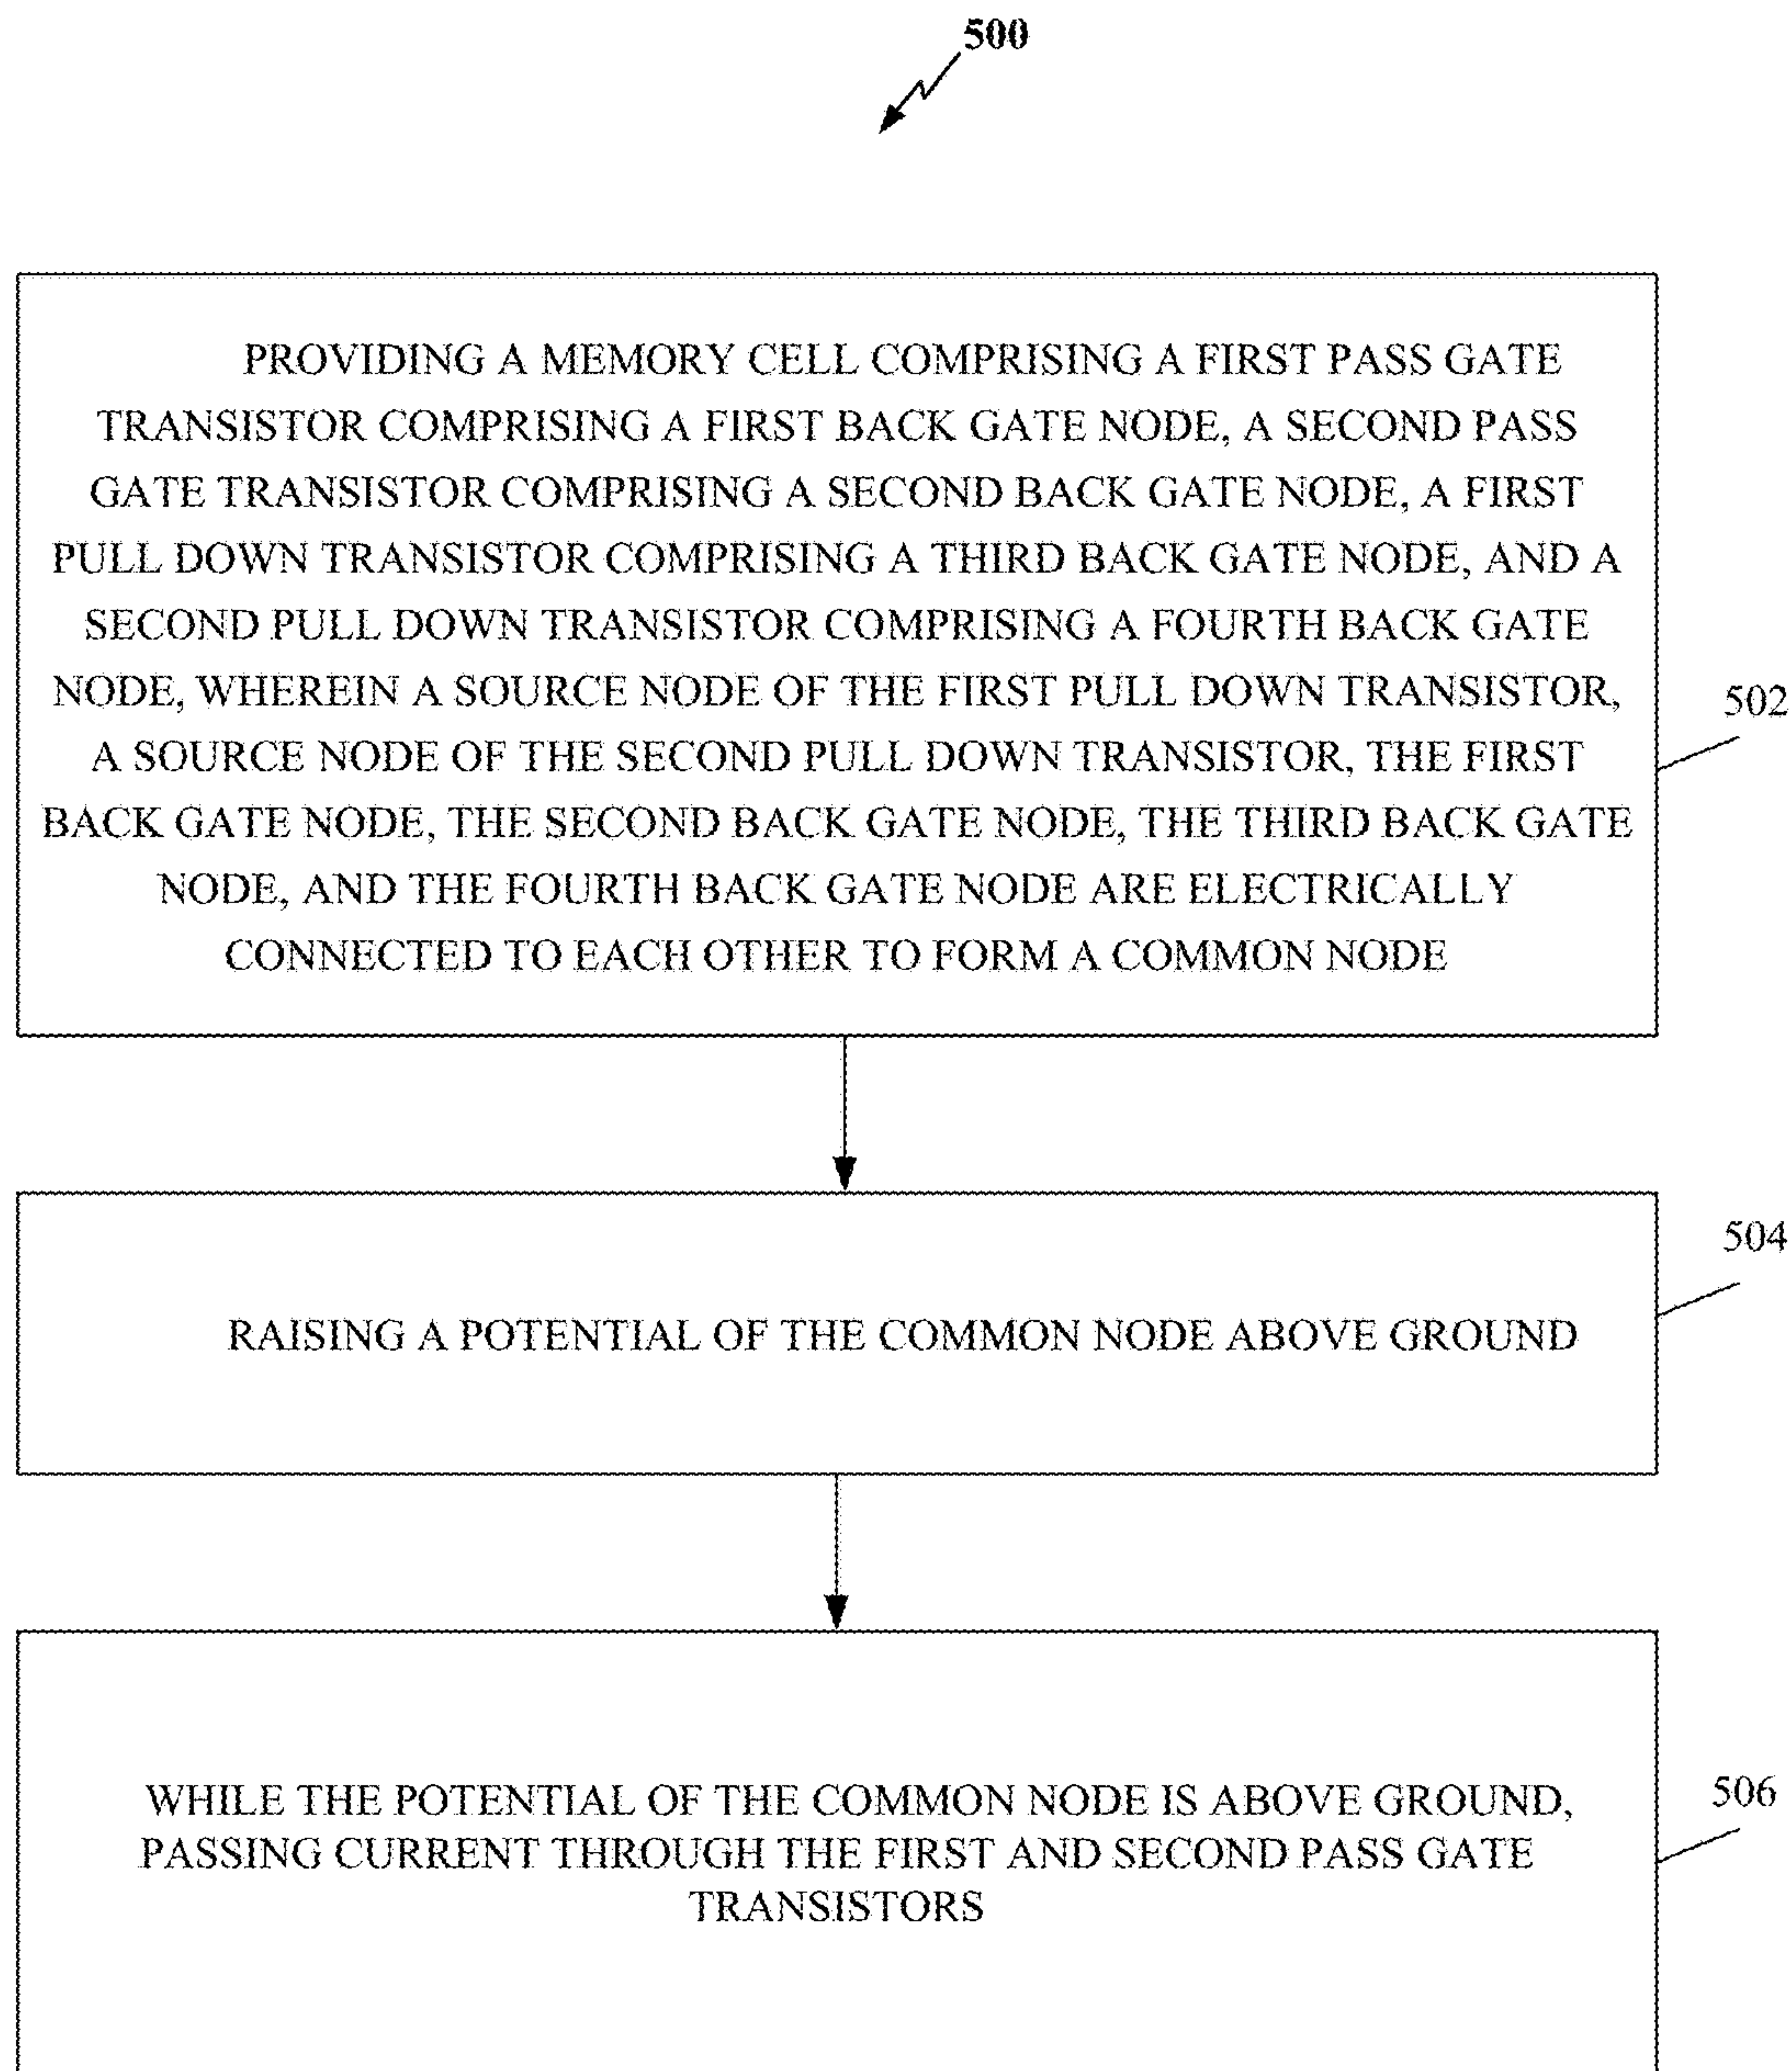 500
PROVIDING A MEMORY CELL COMPRISING A FIRST PASS GATE
TRANSISTOR COMPRISING A FIRST BACK GATE NODE, A SECOND PASS
GATE TRANSISTOR COMPRISING A SECOND BACK GATE NODE, A FIRST
PULL DOWN TRANSISTOR COMPRISING A THIRD BACK GATE NODE, AND A
SECOND PULL DOWN TRANSISTOR COMPRISING A FOURTH BACK GATE
NODE, WHEREIN A SOURCE NODE OF THE FIRST PULL DOWN TRANSISTOR,
A SOURCE NODE OF THE SECOND PULL DOWN TRANSISTOR, THE FIRST
BACK GATE NODE, THE SECOND BACK GATE NODE, THE THIRD BACK GATE
NODE, AND THE FOURTH BACK GATE NODE ARE ELECTRICALLY
CONNECTED TO EACH OTHER TO FORM A COMMON NODE
502
RAISING A POTENTIAL OF THE COMMON NODE ABOVE GROUND
504
WHILE THE POTENTIAL OF THE COMMON NODE IS ABOVE GROUND,
PASSING CURRENT THROUGH THE FIRST AND SECOND PASS GATE
TRANSISTORS
506